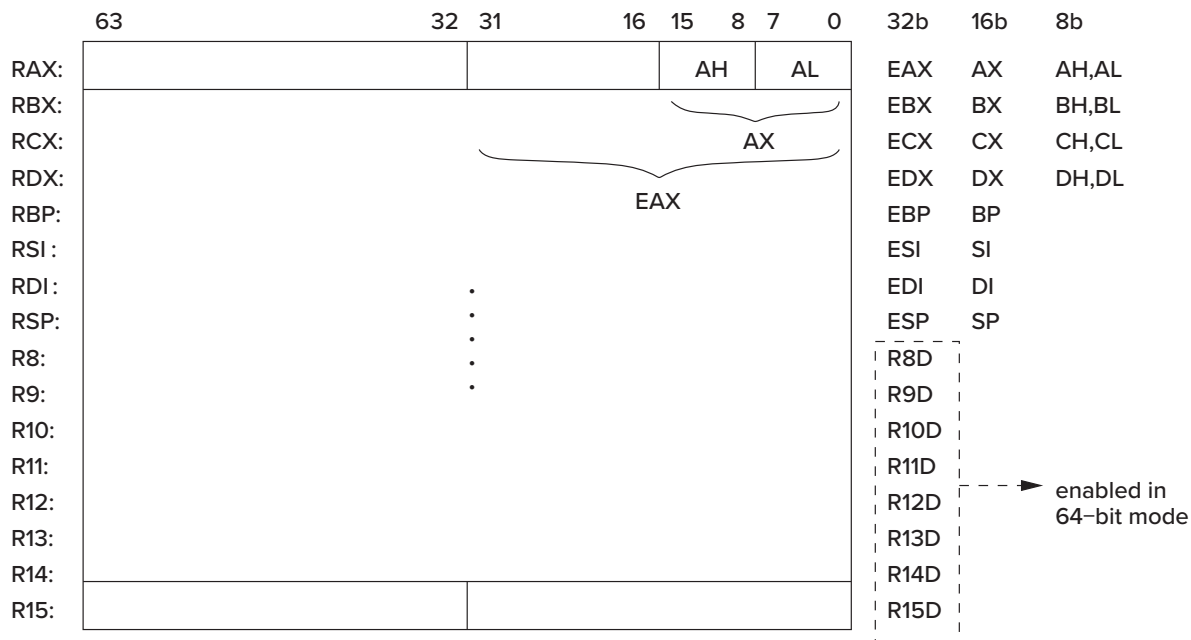 63 32 31 16 15 8 7 0 32b 16b 8b
RAX: AH AL EAX AX AH,AL
RBX: EBX BX BH,BL
RCX: AX ECX CX CH,CL
RDX: EDX DX DH,DL
EAX
RBP: EBP BP
RSI : ESI SI
RDI: EDI DI
RSP: ESP SP
R8: R8D
R9: R9D
R10: R10D
R11: R11D
R12: R12D
enabled in
64–bit mode
R13: R13D
R14: R14D
R15: R15D